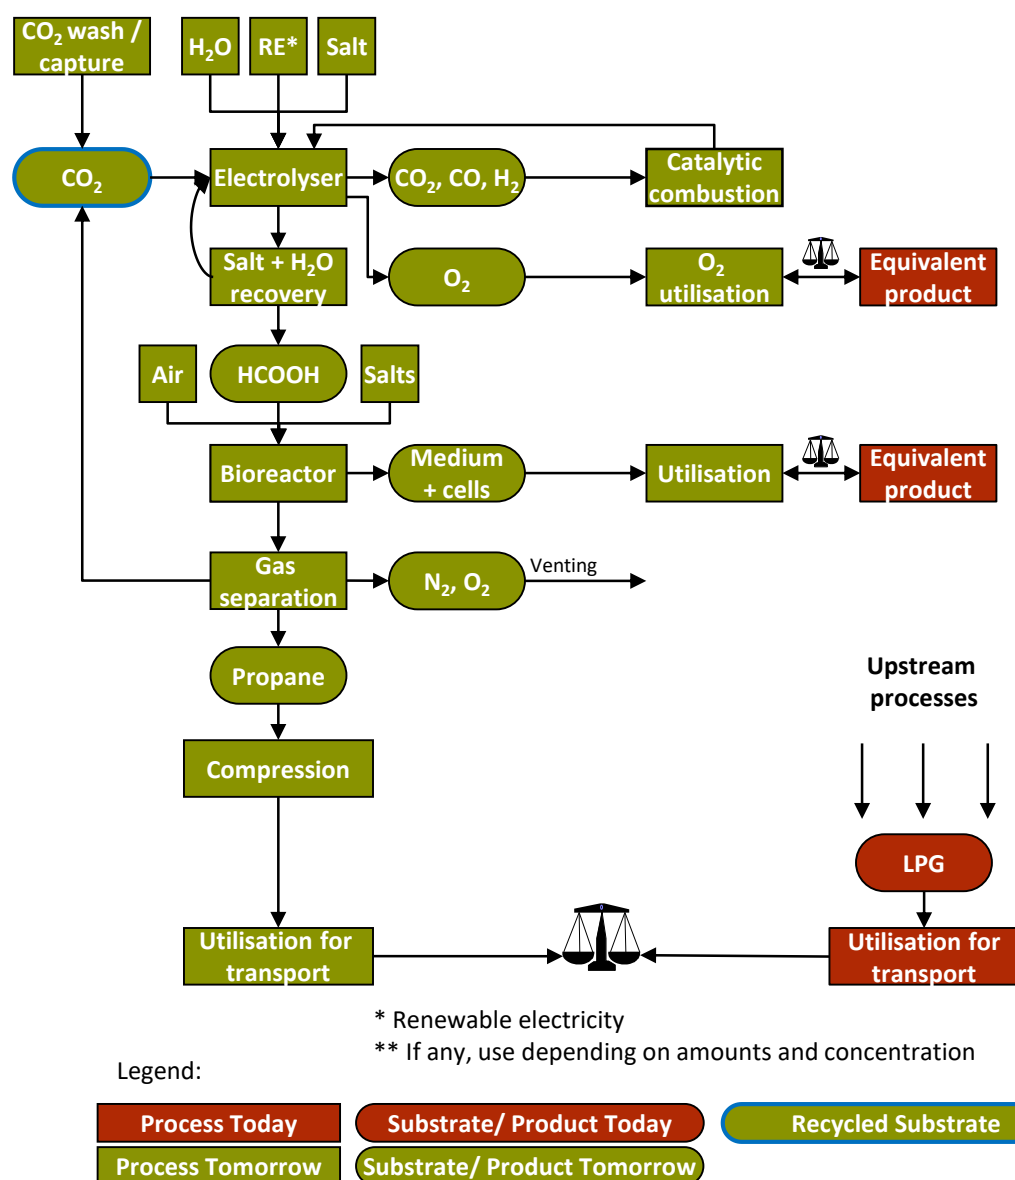 CO₂ wash /
capture
H₂O
RE*
Salt
CO₂
Electrolyser
CO₂, CO, H₂
Catalytic
combustion
Salt + H₂O
recovery
O₂
O₂
utilisation
Equivalent
product
Air
HCOOH
Salts
Bioreactor
Medium
+ cells
Utilisation
Equivalent
product
Gas
separation
N₂, O₂
Venting
Propane
Upstream
processes
Compression
LPG
Utilisation for
transport
Utilisation for
transport
* Renewable electricity
** If any, use depending on amounts and concentration
Legend:
Process Today
Substrate/ Product Today
Recycled Substrate
Process Tomorrow
Substrate/ Product Tomorrow